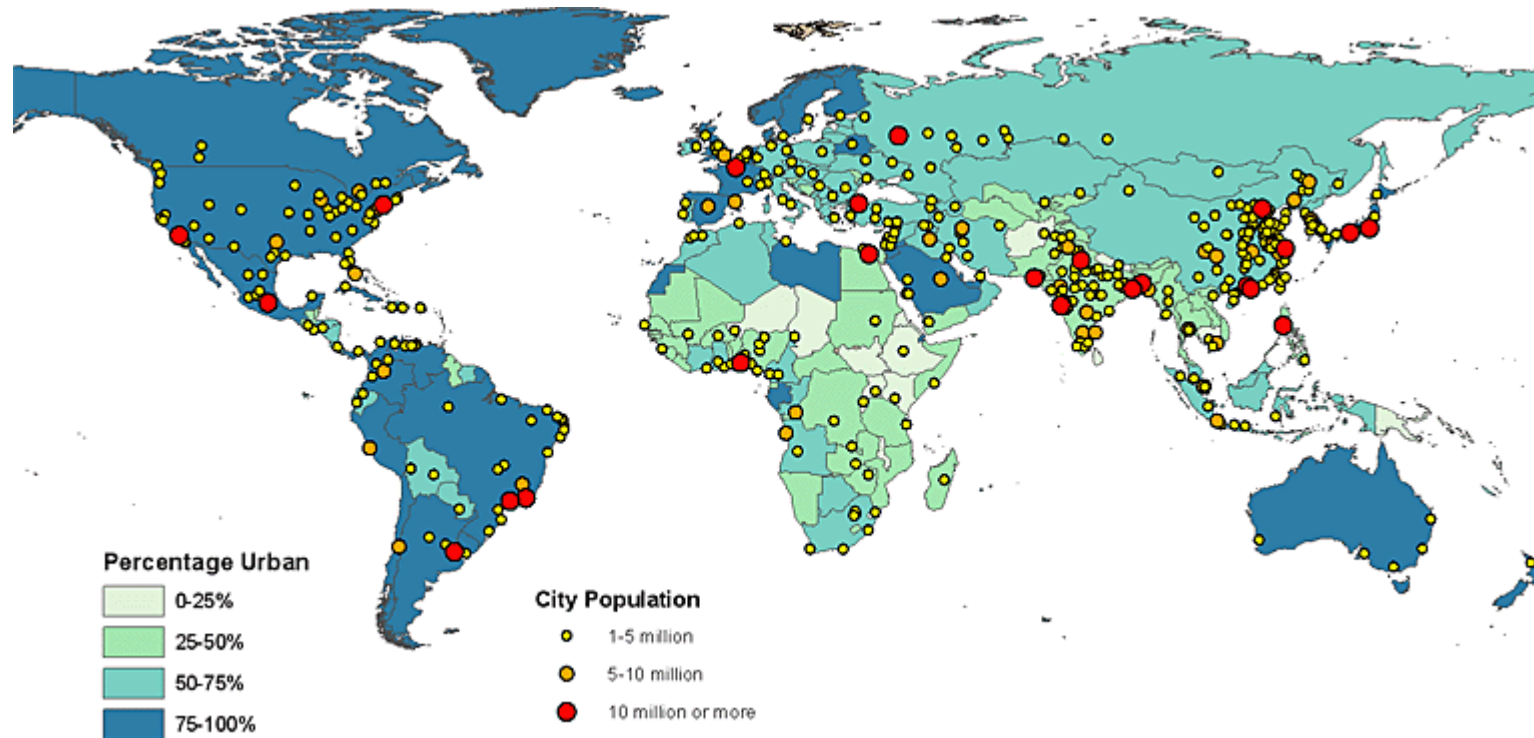 Percentage Urban
0-25%
25-50%
50-75%
75-100%
City Population
1-5 million
5-10 million
10 million or more